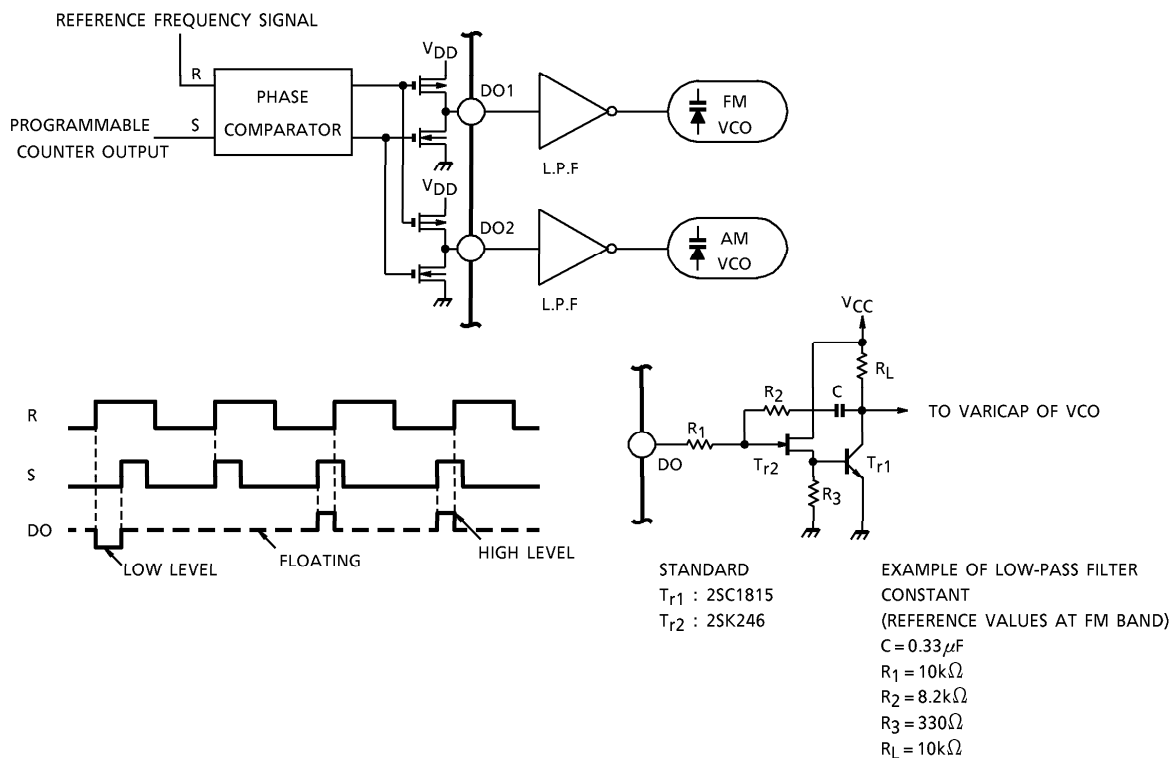 REFERENCE FREQUENCY SIGNAL
R
PHASE
COMPARATOR
PROGRAMMABLE
COUNTER OUTPUT
S
VDD
DO1
L.P.F
FM
VCO
VDD
DO2
L.P.F
AM
VCO
R
S
DO
LOW LEVEL
FLOATING
HIGH LEVEL
VCC
RL
R2
C
R1
TO VARICAP OF VCO
DO
Tr2
Tr1
R3
STANDARD
Tr1 : 2SC1815
Tr2 : 2SK246
EXAMPLE OF LOW-PASS FILTER
CONSTANT
(REFERENCE VALUES AT FM BAND)
C = 0.33μF
R1 = 10kΩ
R2 = 8.2kΩ
R3 = 330Ω
RL = 10kΩ